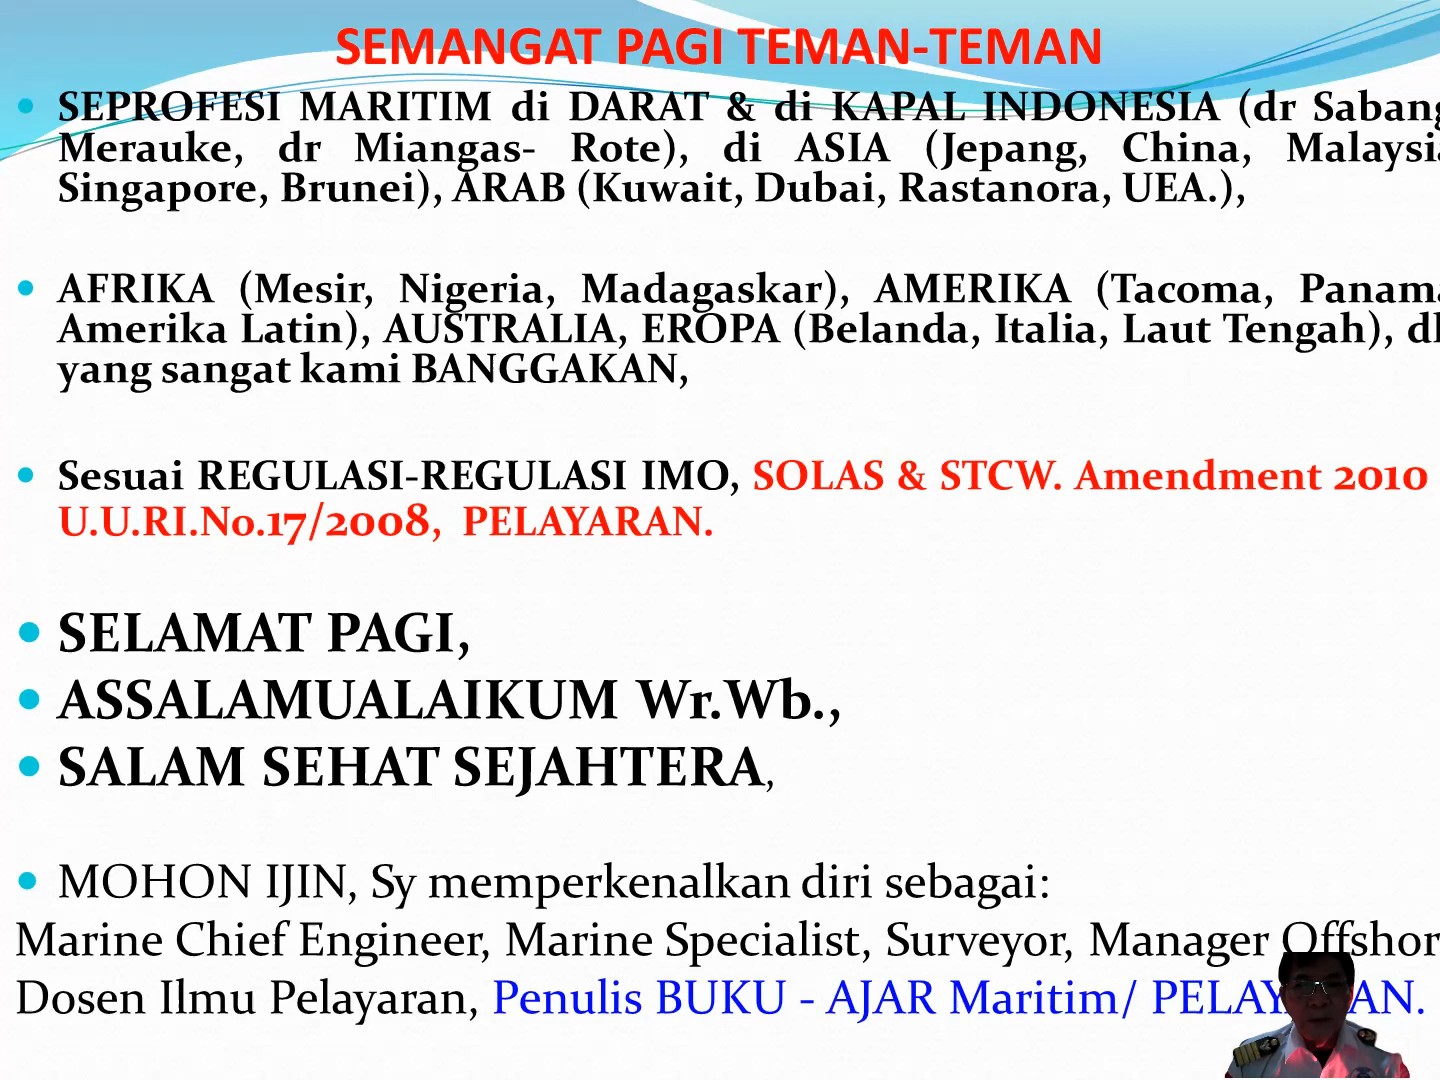 SEMANGAT PAGI TEMAN-TEMAN
SEPROFESI MARITIM di DARAT & di KAPAL INDONESIA (dr Sabang
Merauke, dr Miangas- Rote), di ASIA (Jepang, China,
Singapore, Brunei), ARAB (Kuwait, Dubai, Rastanora, UEA.),
AFRIKA (Mesir, Nigeria, Madagaskar), AMERIKA (Tacoma,
Amerika Latin), AUSTRALIA, EROPA (Belanda, Italia, Laut Tengah),
yang sangat kami BANGGAKAN,
Sesuai REGULASI-REGULASI IMO, SOLAS & STCW. Amendment 2010
U.U.RI.No.17/2008, PELAYARAN.
SELAMAT PAGI,
ASSALAMUALAIKUM Wr.Wb.,
SALAM SEHAT SEJAHTERA,
MOHON IJIN, Sy memperkenalkan diri sebagai:
Marine Chief Engineer, Marine Specialist, Surveyor, Manager
Dosen Ilmu Pelayaran, Penulis BUKU - AJAR Maritim/